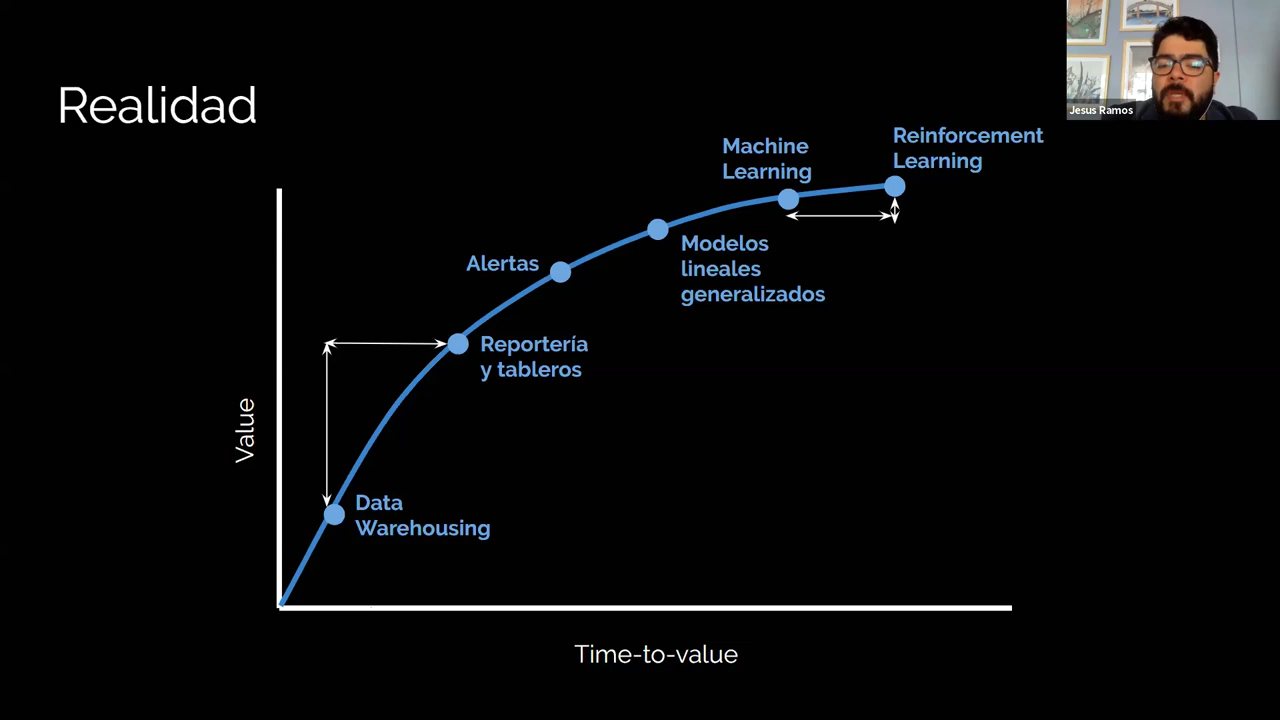 Realidad
Jesus Ramos
Reinforcement
Learning
Machine
Learning
Modelos
lineales
generalizados
Alertas
Reportería
y tableros
Value
Data
Warehousing
Time-to-value